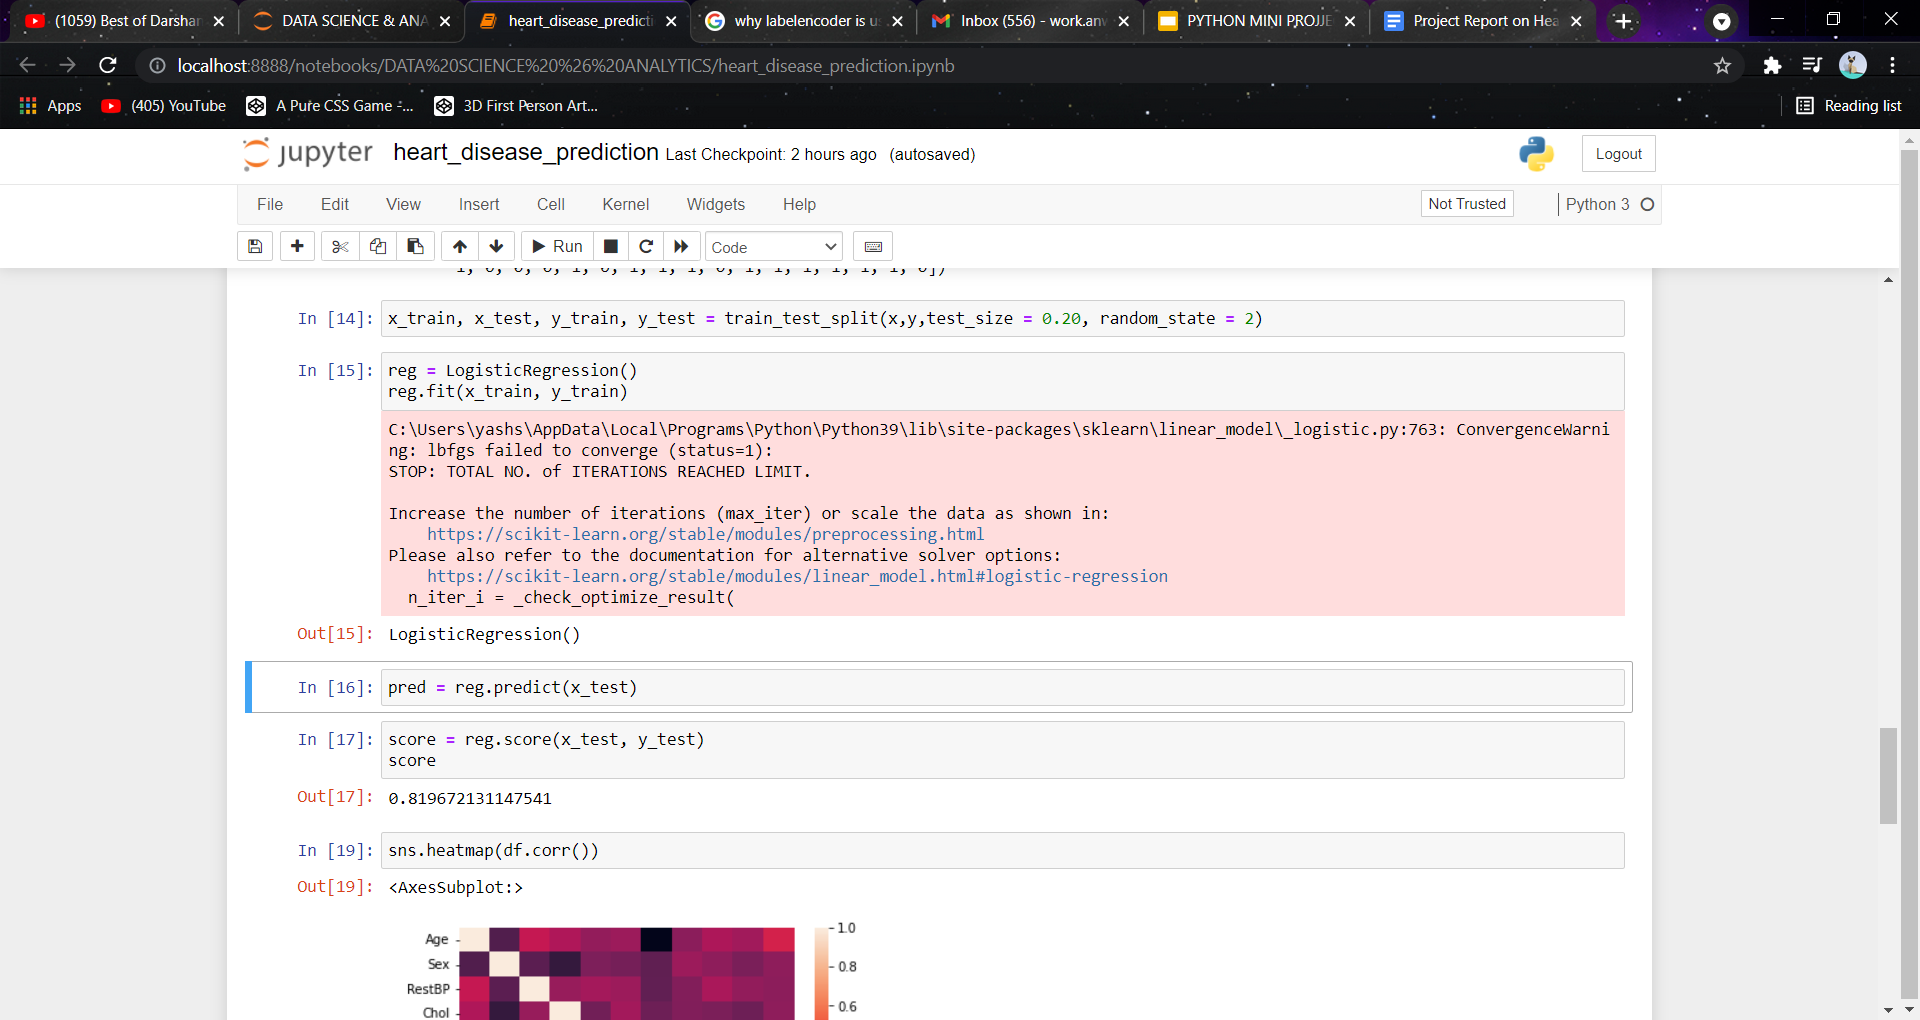 (1059) Best of Darshan
DATA SCIENCE & ANA
heart_disease_predicti
why labelencoder is us
Inbox (556) - work.anv
PYTHON MINI PROJJE
Project Report on Hea
localhost:8888/notebooks/DATA%20SCIENCE%20%26%20ANALYTICS/heart_disease_prediction.ipynb
Apps (405) YouTube A Pure CSS Game -... 3D First Person Art... Reading list
jupyter heart_disease_prediction Last Checkpoint: 2 hours ago (autosaved) Logout
File Edit View Insert Cell Kernel Widgets Help Not Trusted Python 3
Run Code
In [14]: x_train, x_test, y_train, y_test = train_test_split(x,y,test_size = 0.20, random_state = 2)
In [15]: reg = LogisticRegression()
reg.fit(x_train, y_train)
C:\Users\yashs\AppData\Local\Programs\Python\Python39\lib\site-packages\sklearn\linear_model\_logistic.py:763: ConvergenceWarni
ng: lbfgs failed to converge (status=1):
STOP: TOTAL NO. of ITERATIONS REACHED LIMIT.
Increase the number of iterations (max_iter) or scale the data as shown in:
https://scikit-learn.org/stable/modules/preprocessing.html
Please also refer to the documentation for alternative solver options:
https://scikit-learn.org/stable/modules/linear_model.html#logistic-regression
n_iter_i = _check_optimize_result(
Out[15]: LogisticRegression()
In [16]: pred = reg.predict(x_test)
In [17]: score = reg.score(x_test, y_test)
score
Out[17]: 0.819672131147541
In [19]: sns.heatmap(df.corr())
Out[19]: <AxesSubplot:>
Age
Sex
RestBP
Chol
1.0
0.8
0.6